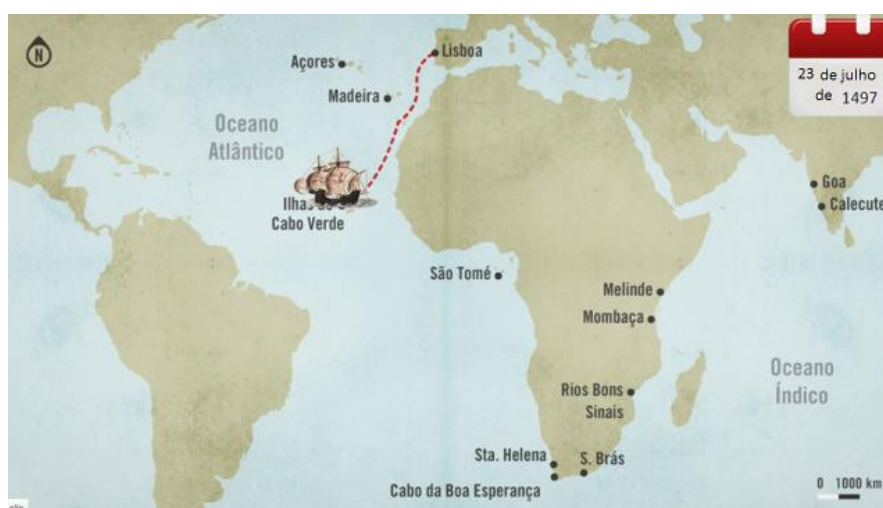 N
Açores
Lisboa
23 de julho
de 1497
Madeira
Oceano
Atlântico
Ilhas
Cabo Verde
Goa
Calecute
São Tomé
Melinde
Mombaça
Oceano
Índico
Rios Bons
Sinais
Sta. Helena
S. Brás
Cabo da Boa Esperança
0 1000 km